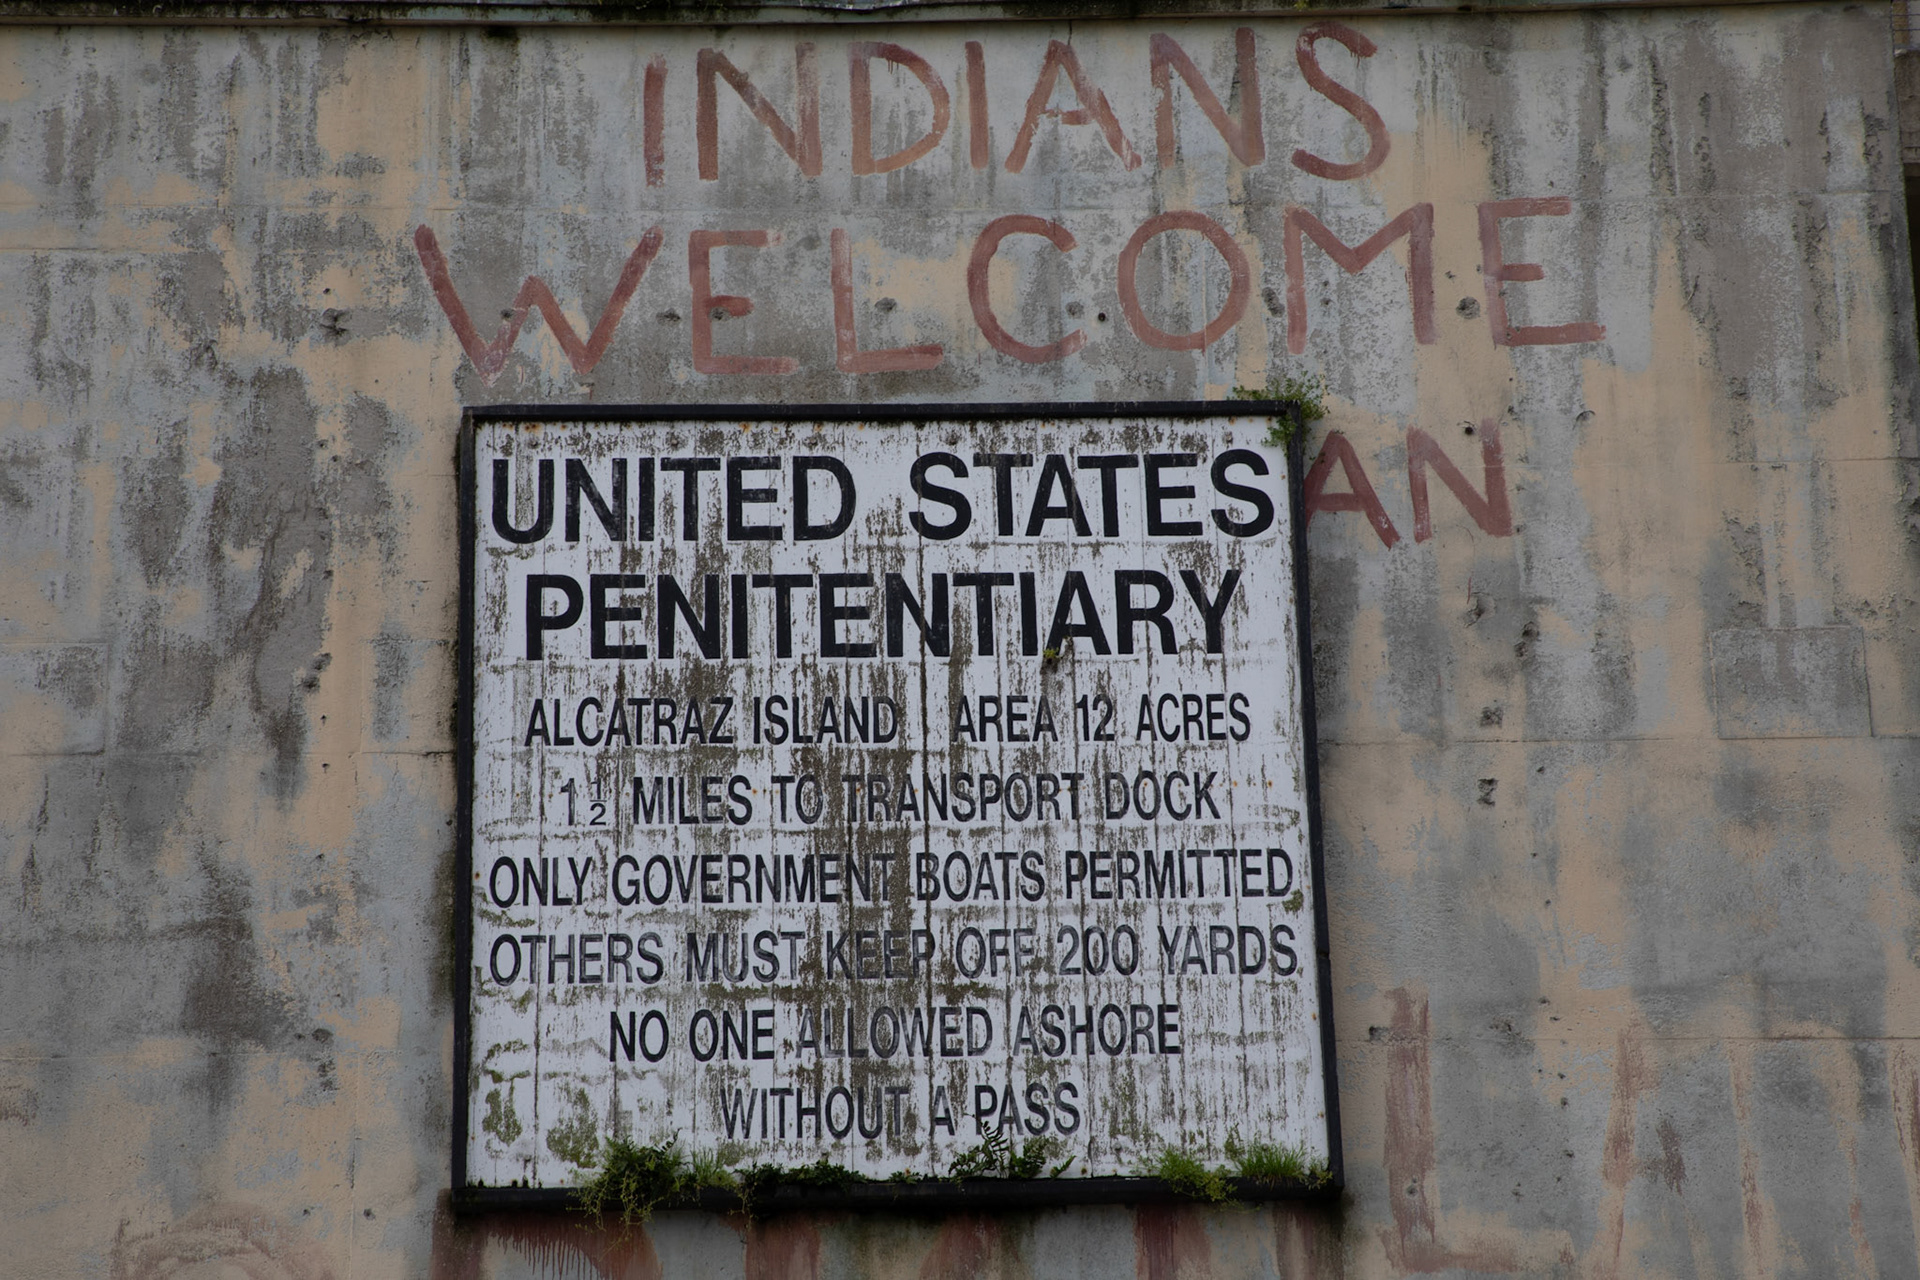 INDIANS
WELCOME
AN
UNITED STATES
PENITENTIARY
ALCATRAZ ISLAND AREA 12 ACRES
1 1/2 MILES TO TRANSPORT DOCK
ONLY GOVERNMENT BOATS PERMITTED
OTHERS MUST KEEP OFF 200 YARDS
NO ONE ALLOWED ASHORE
WITHOUT A PASS